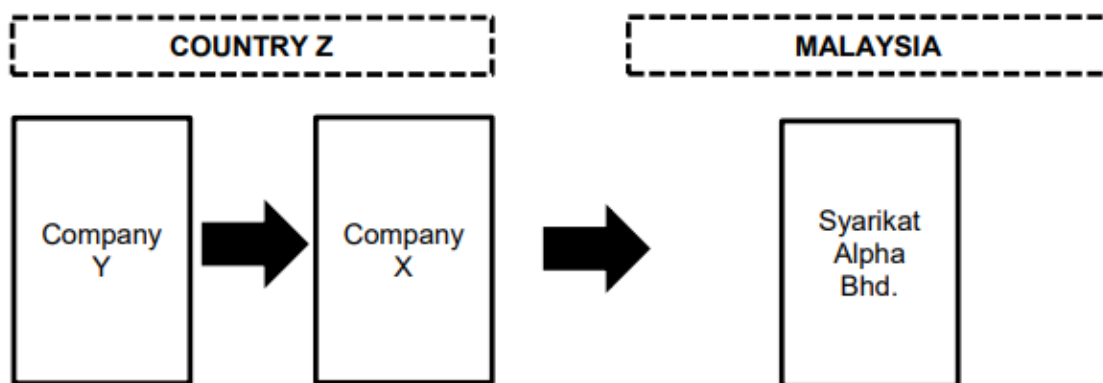 COUNTRY Z
MALAYSIA
Company
Y
Company
X
Syarikat
Alpha
Bhd.